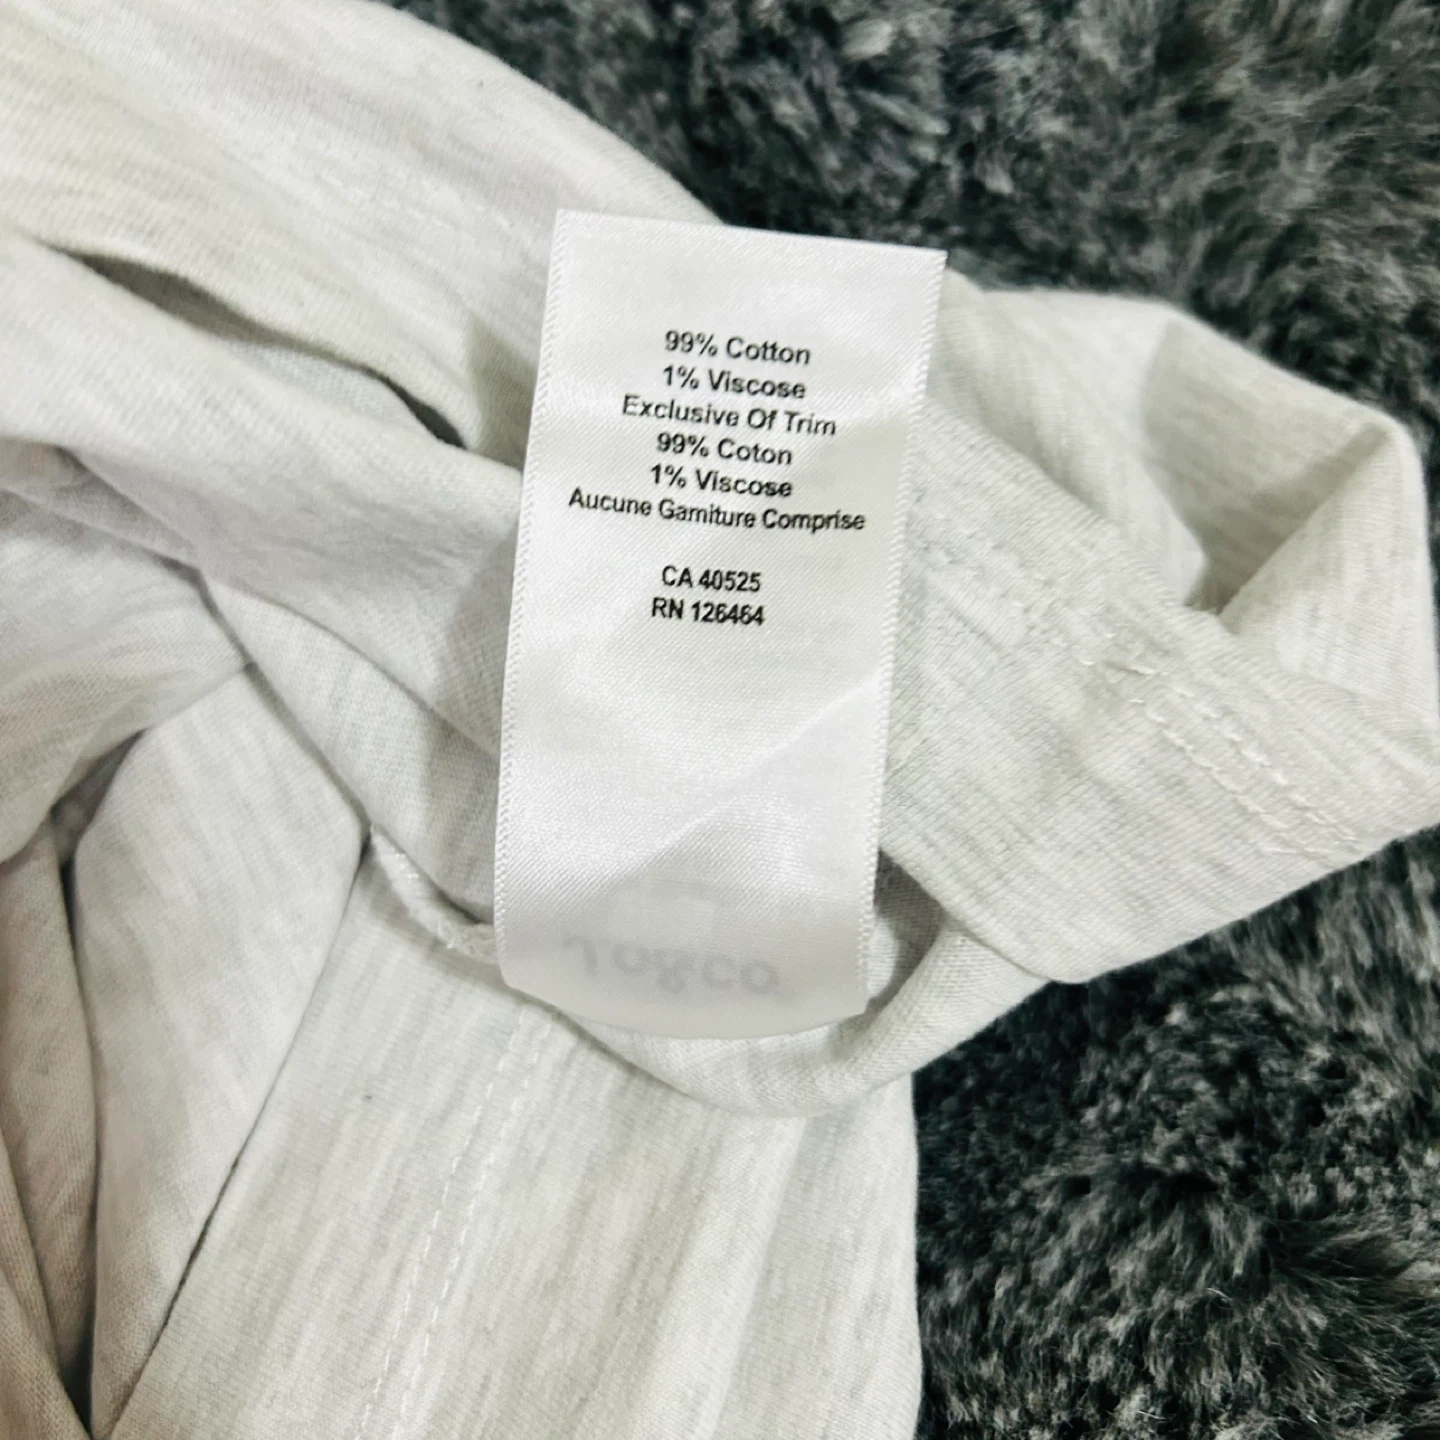 99% Cotton
1% Viscose
Exclusive Of Trim
99% Coton
1% Viscose
Aucune Garniture Comprise
CA 40525
RN 126464